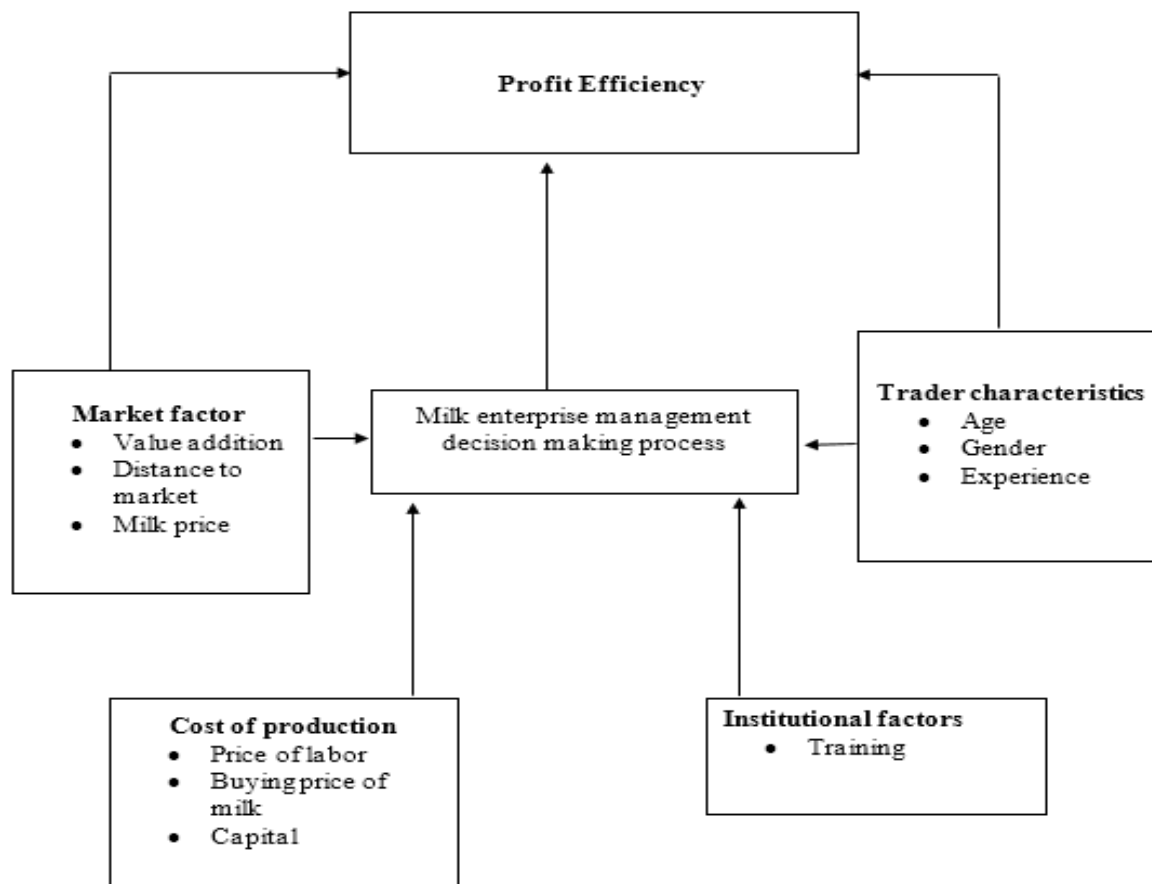 Profit Efficiency
Market factor
• Value addition
• Distance to
market
• Milk price
Milk enterprise management
decision making process
Trader characteristics
• Age
• Gender
• Experience
Cost of production
• Price of labor
• Buying price of
milk
• Capital
Institutional factors
• Training